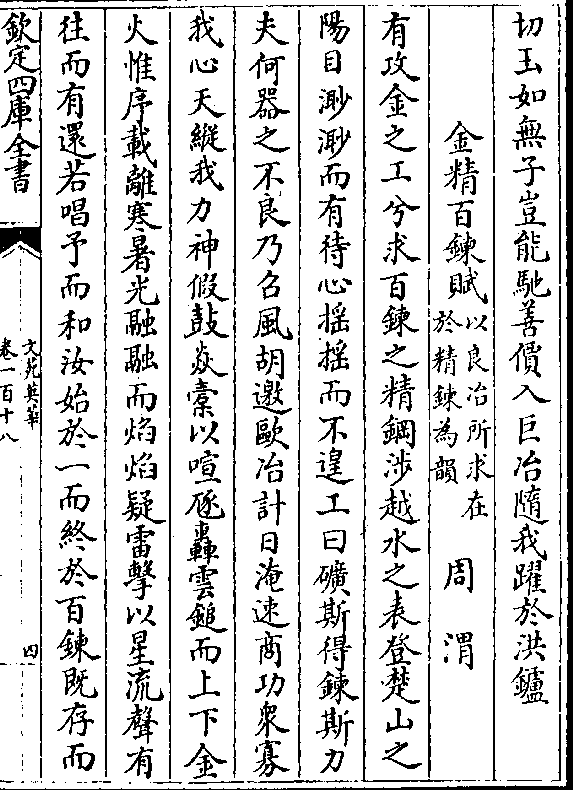 切玉如無子豈能馳善價入巨冶隨我躍於洪鑪
金精百鍊賦以良冶所求在於精鍊為韻 周渭
有攻金之工兮求百鍊之精鋼涉越水之表登楚山之
陽目渺渺而有待心搖搖而不遑工曰礦斯得鍊斯力
夫何器之不良乃召風胡邀歐冶計日淹速商功衆寡
我心天縱我力神假鼓焱橐以喧豗轟雲鎚而上下金
火惟序載離寒暑光融融而焰焰疑雷擊以星流聲有
往而有還若唱予而和汝始於一而終於百鍊既存而
欽定四庫全書
文苑英華
卷一百十八
四